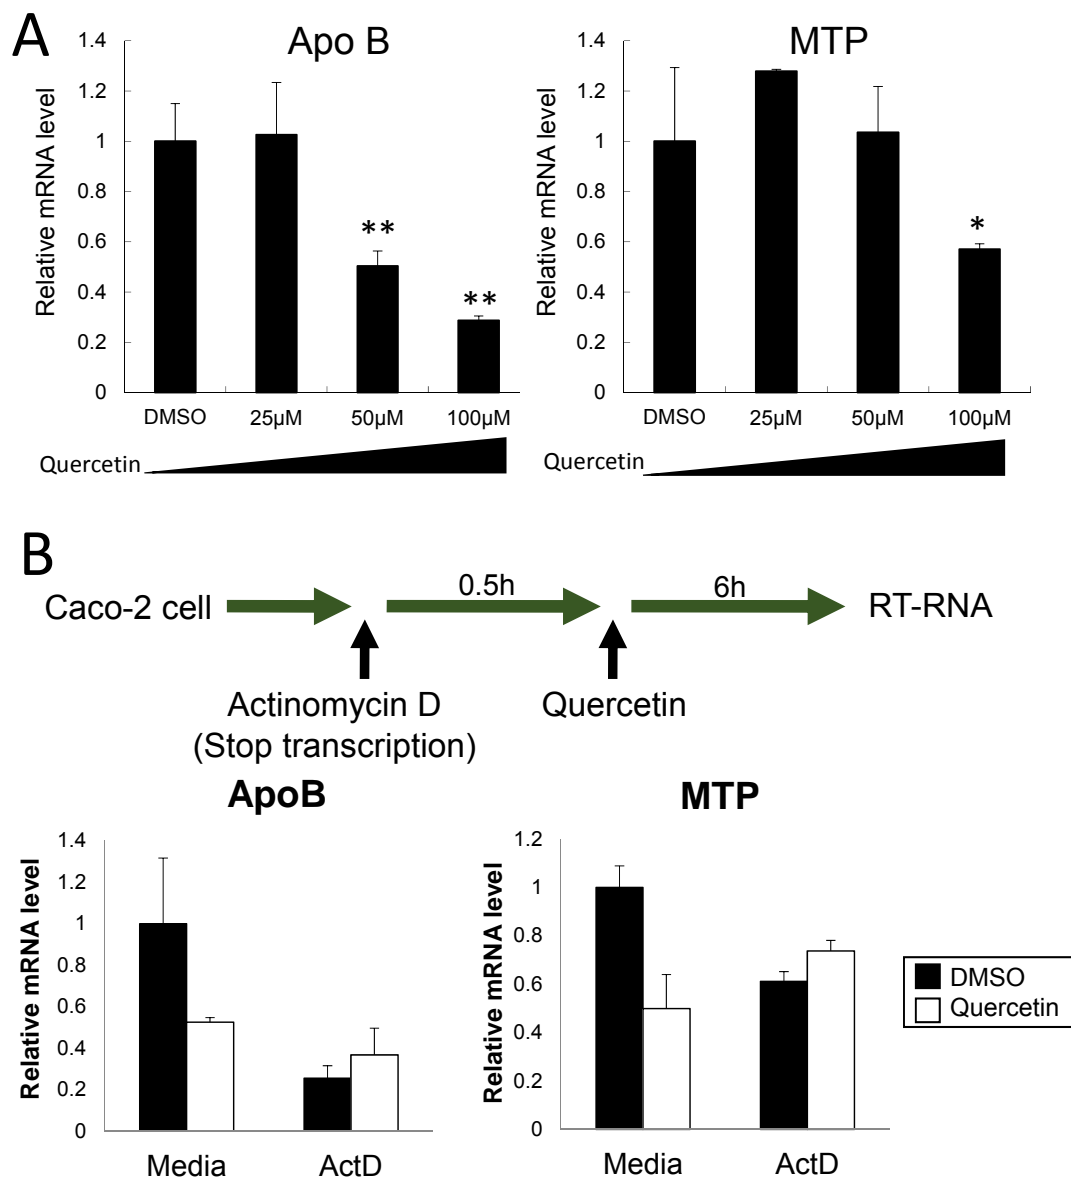 A
Apo B
MTP
Relative mRNA level
1.4
1.2
1
0.8
0.6
0.4
0.2
0
**
**
DMSO
25µM
50µM
100µM
Quercetin
Relative mRNA level
1.4
1.2
1
0.8
0.6
0.4
0.2
0
*
DMSO
25µM
50µM
100µM
Quercetin
B
Caco-2 cell
0.5h
6h
RT-RNA
Actinomycin D
(Stop transcription)
Quercetin
ApoB
Relative mRNA level
1.4
1.2
1
0.8
0.6
0.4
0.2
0
Media
ActD
MTP
Relative mRNA level
1.2
1
0.8
0.6
0.4
0.2
0
Media
ActD
DMSO
Quercetin